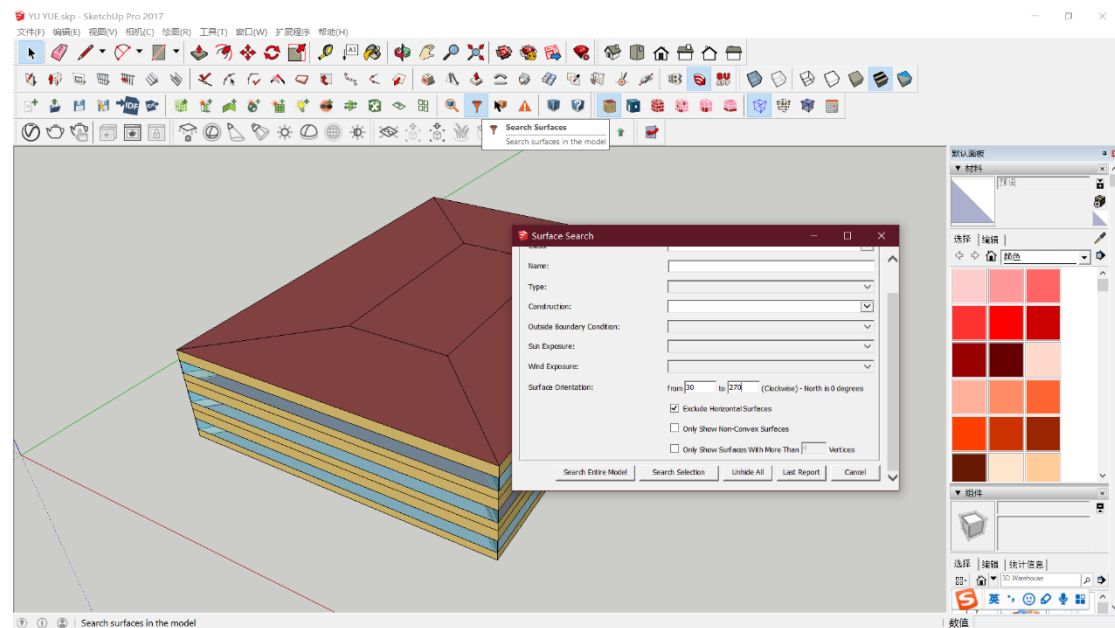 YU YUE.skp - SketchUp Pro 2017
文件(F) 编辑(E) 视图(V) 相机(C) 绘图(R) 工具(T) 窗口(W) 扩展程序 帮助(H)
A1
IDF
Search Surfaces
Search surfaces in the model
默认面板
▼ 材料
预设
选择 编辑
颜色
Surface Search
Class:
Name:
Type:
Construction:
Outside Boundary Condition:
Sun Exposure:
Wind Exposure:
Surface Orientation: from 30 to 270 (Clockwise) - North is 0 degrees
Exclude Horizontal Surfaces
Only Show Non-Convex Surfaces
Only Show Surfaces With More Than Vertices
Search Entire Model Search Selection Unhide All Last Report Cancel
▼ 组件
选择 编辑 统计信息
3D Warehouse
S 英
数值
Search surfaces in the model